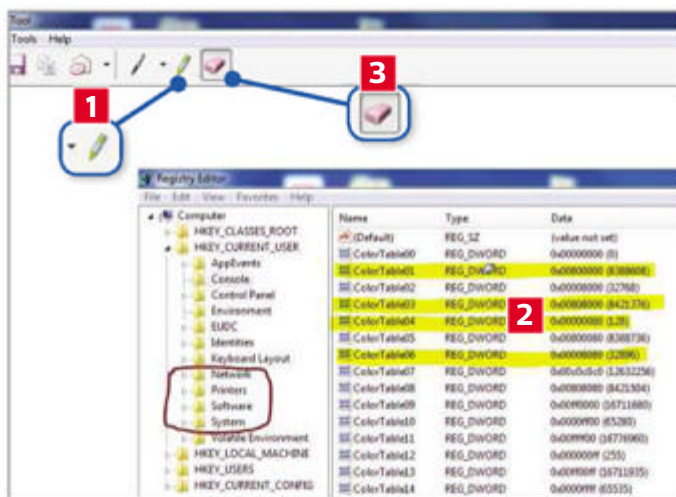 Tool
Tools Help
1
3
Registry Editor
File Edit View Favorites Help
Computer
HKEY_CLASSES_ROOT
HKEY_CURRENT_USER
AppEvents
Console
Control Panel
Environment
EUDC
Identities
Keyboard Layout
Network
Printers
Software
System
Volatile Environment
HKEY_LOCAL_MACHINE
HKEY_USERS
HKEY_CURRENT_CONFIG
Name Type Data
(Default) REG_SZ (value not set)
ColorTable00 REG_DWORD 0x00000000 (0)
ColorTable01 REG_DWORD 0x00800000 (8388608)
ColorTable02 REG_DWORD 0x00008000 (32768)
ColorTable03 REG_DWORD 0x00808000 (8421376)
2
ColorTable04 REG_DWORD 0x00000080 (128)
ColorTable05 REG_DWORD 0x00800080 (8388736)
ColorTable06 REG_DWORD 0x00008080 (32896)
ColorTable07 REG_DWORD 0x00c0c0c0 (12632256)
ColorTable08 REG_DWORD 0x00808080 (8421504)
ColorTable09 REG_DWORD 0x00ff0000 (16711680)
ColorTable10 REG_DWORD 0x0000ff00 (65280)
ColorTable11 REG_DWORD 0x00ffff00 (16776960)
ColorTable12 REG_DWORD 0x000000ff (255)
ColorTable13 REG_DWORD 0x00ff00ff (16711935)
ColorTable14 REG_DWORD 0x0000ffff (65535)